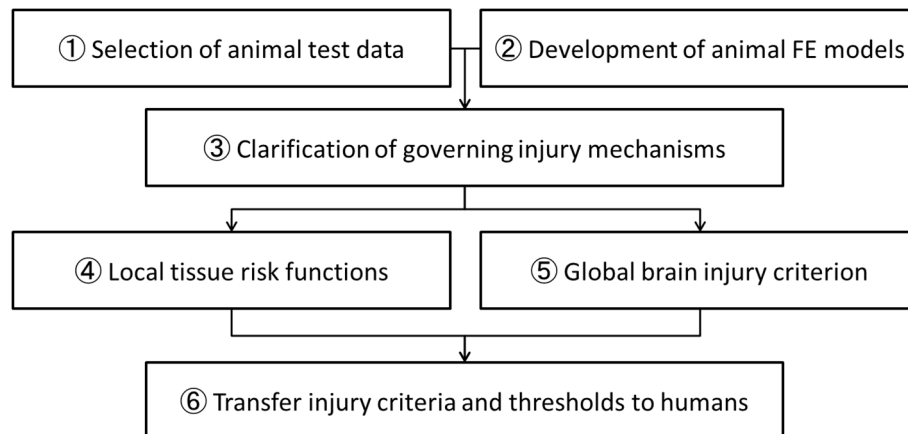 ① Selection of animal test data
② Development of animal FE models
③ Clarification of governing injury mechanisms
④ Local tissue risk functions
⑤ Global brain injury criterion
⑥ Transfer injury criteria and thresholds to humans